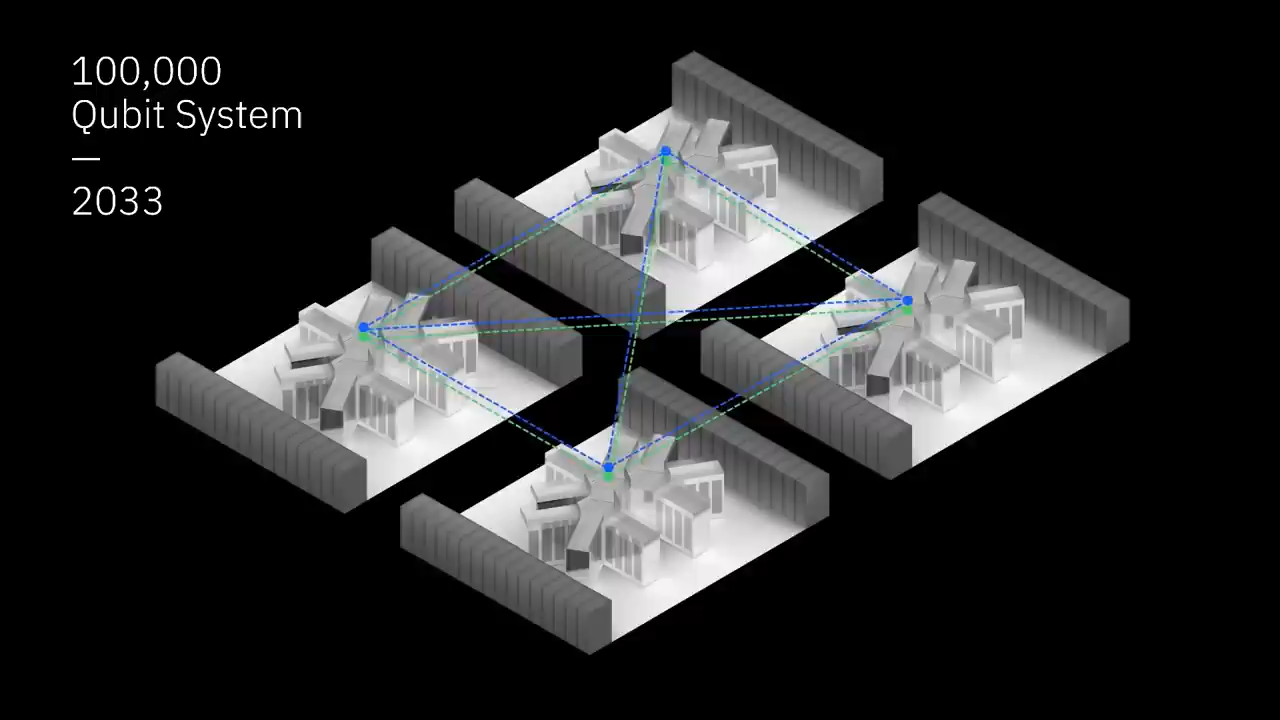 100,000
Qubit System
—
2033